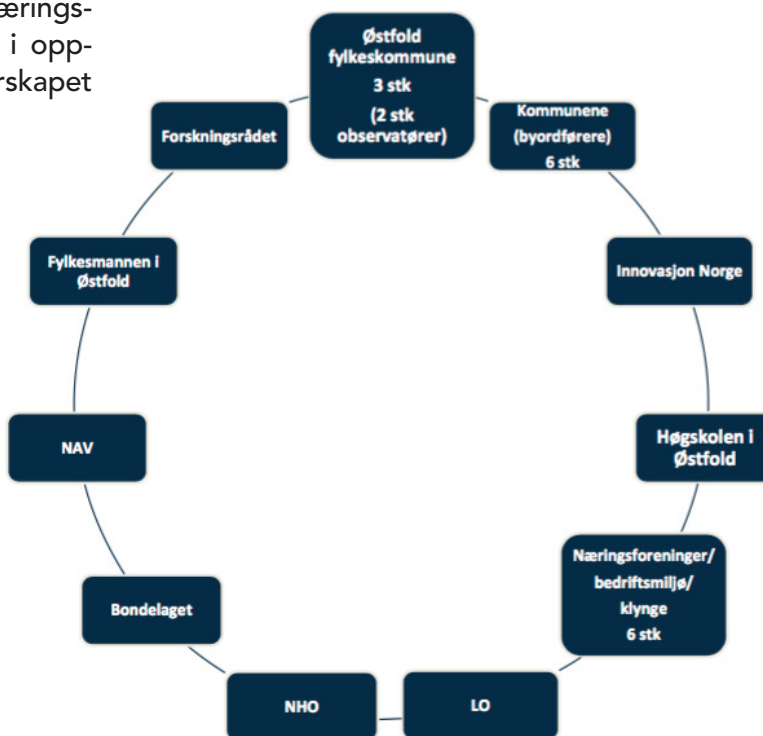 ærings-
i opp-
rskapet
Østfold
fylkeskommune
3 stk
(2 stk
observatører)
Kommunene
(byordførere)
6 stk
Innovasjon Norge
Høgskolen i
Østfold
Næringsforeninger/
bedriftsmiljø/
klynge
6 stk
LO
NHO
Bondelaget
NAV
Fylkesmannen i
Østfold
Forskningsrådet